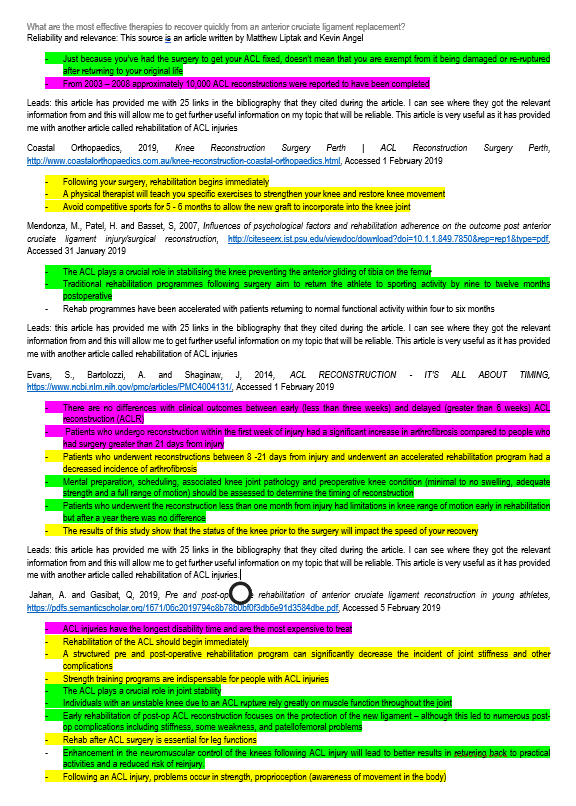 What are the most effective therapies to recover quickly from an anterior cruciate ligament replacement?
Reliability and relevance: This source is an article written by Matthew Liptak and Kevin Angel
- Just because you've had the surgery to get your ACL fixed, doesn't mean that you are exempt from it being damaged or re-ruptured
after returning to your original life
- From 2003 – 2008 approximately 10,000 ACL reconstructions were reported to have been completed
Leads: this article has provided me with 25 links in the bibliography that they cited during the article. I can see where they got the relevant
information from and this will allow me to get further useful information on my topic that will be reliable. This article is very useful as it has provided
me with another article called rehabilitation of ACL injuries
Coastal Orthopaedics, 2019, Knee Reconstruction Surgery Perth | ACL Reconstruction Surgery Perth,
http://www.coastalorthopaedics.com.au/knee-reconstruction-coastal-orthopaedics.html, Accessed 1 February 2019
- Following your surgery, rehabilitation begins immediately
- A physical therapist will teach you specific exercises to strengthen your knee and restore knee movement
- Avoid competitive sports for 5 - 6 months to allow the new graft to incorporate into the knee joint
Mendonza, M., Patel, H. and Basset, S, 2007, Influences of psychological factors and rehabilitation adherence on the outcome post anterior
cruciate ligament injury/surgical reconstruction, http://citeseerx.ist.psu.edu/viewdoc/download?doi=10.1.1.849.7850&rep=rep1&type=pdf,
Accessed 31 January 2019
- The ACL plays a crucial role in stabilising the knee preventing the anterior gliding of tibia on the femur
- Traditional rehabilitation programmes following surgery aim to return the athlete to sporting activity by nine to twelve months
postoperative
- Rehab programmes have been accelerated with patients returning to normal functional activity within four to six months
Leads: this article has provided me with 25 links in the bibliography that they cited during the article. I can see where they got the relevant
information from and this will allow me to get further useful information on my topic that will be reliable. This article is very useful as it has provided
me with another article called rehabilitation of ACL injuries
Evans, S., Bartolozzi, A. and Shaginaw, J, 2014, ACL RECONSTRUCTION - IT'S ALL ABOUT TIMING,
https://www.ncbi.nlm.nih.gov/pmc/articles/PMC4004131/, Accessed 1 February 2019
- There are no differences with clinical outcomes between early (less than three weeks) and delayed (greater than 6 weeks) ACL
reconstruction (ACLR)
- Patients who undergo reconstruction within the first week of injury had a significant increase in arthrofibrosis compared to people who
had surgery greater than 21 days from injury
- Patients who underwent reconstructions between 8 -21 days from injury and underwent an accelerated rehabilitation program had a
decreased incidence of arthrofibrosis
- Mental preparation, scheduling, associated knee joint pathology and preoperative knee condition (minimal to no swelling, adequate
strength and a full range of motion) should be assessed to determine the timing of reconstruction
- Patients who underwent the reconstruction less than one month from injury had limitations in knee range of motion early in rehabilitation
but after a year there was no difference
- The results of this study show that the status of the knee prior to the surgery will impact the speed of your recovery
Leads: this article has provided me with 25 links in the bibliography that they cited during the article. I can see where they got the relevant
information from and this will allow me to get further useful information on my topic that will be reliable. This article is very useful as it has provided
me with another article called rehabilitation of ACL injuries.
Jahan, A. and Gasibat, Q, 2019, Pre and post-op rehabilitation of anterior cruciate ligament reconstruction in young athletes,
https://pdfs.semanticscholar.org/1671/06c2019794c8b78b0bf0f3db6e91d3584dbe.pdf, Accessed 5 February 2019
- ACL injuries have the longest disability time and are the most expensive to treat
- Rehabilitation of the ACL should begin immediately
- A structured pre and post-operative rehabilitation program can significantly decrease the incident of joint stiffness and other
complications
- Strength training programs are indispensable for people with ACL injuries
- The ACL plays a crucial role in joint stability
- Individuals with an unstable knee due to an ACL rupture rely greatly on muscle function throughout the joint
- Early rehabilitation of post-op ACL reconstruction focuses on the protection of the new ligament – although this led to numerous post-
op complications including stiffness, some weakness, and patellofemoral problems
- Rehab after ACL surgery is essential for leg functions
- Enhancement in the neuromuscular control of the knees following ACL injury will lead to better results in returning back to practical
activities and a reduced risk of reinjury.
- Following an ACL injury, problems occur in strength, proprioception (awareness of movement in the body)